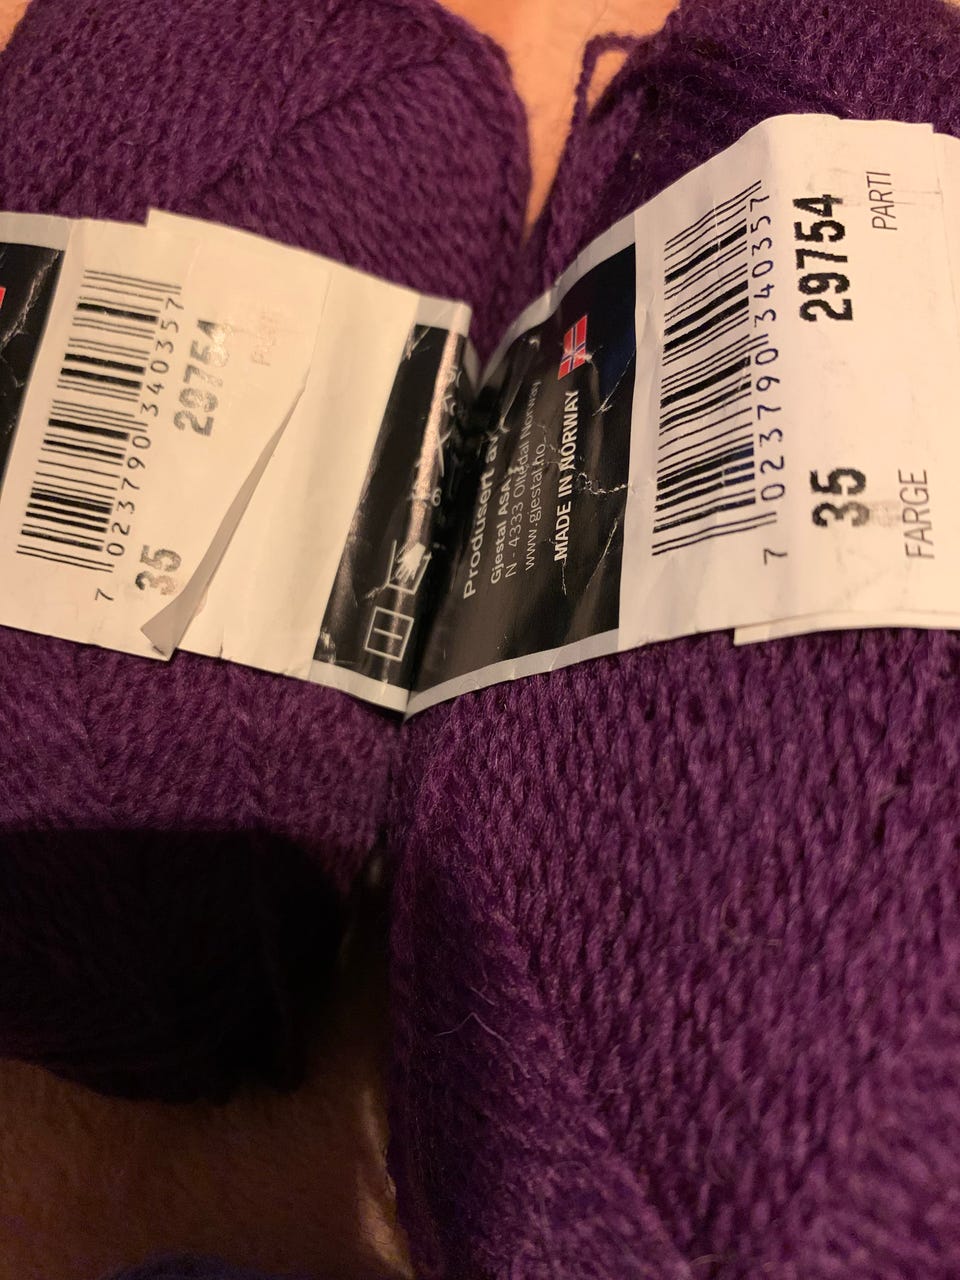 7 023790 340357
35 29754
Produsert av
Gjestal ASA
N - 4333 Oltedal Norway
www.gjestal.no
MADE IN NORWAY
7 023790 340357
35 29754
FARGE PARTI